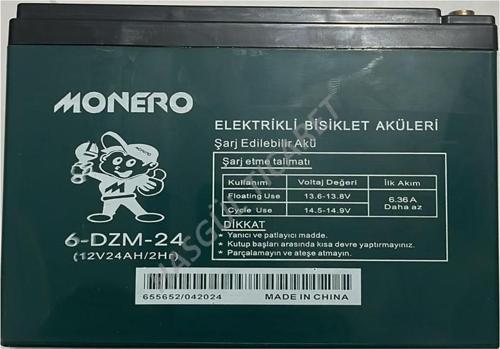 MONERO
ELEKTRİKLİ BİSİKLET AKÜLERİ
Şarj Edilebilir Akü
Şarj etme talimatı
Kullanım Voltaj Değeri İlk Akım
Floating Use 13.6-13.8V 6.36A Daha az
Cycle Use 14.5-14.9V
DİKKAT
Yanıcı ve patlayıcı madde.
Kutup başları arasında kısa devre yaptırmayınız.
Parçalamayın ve ateşe atmayın.
MONERO
6-DZM-24
(12V24AH/2Hr)
655652/042024
MADE IN CHINA